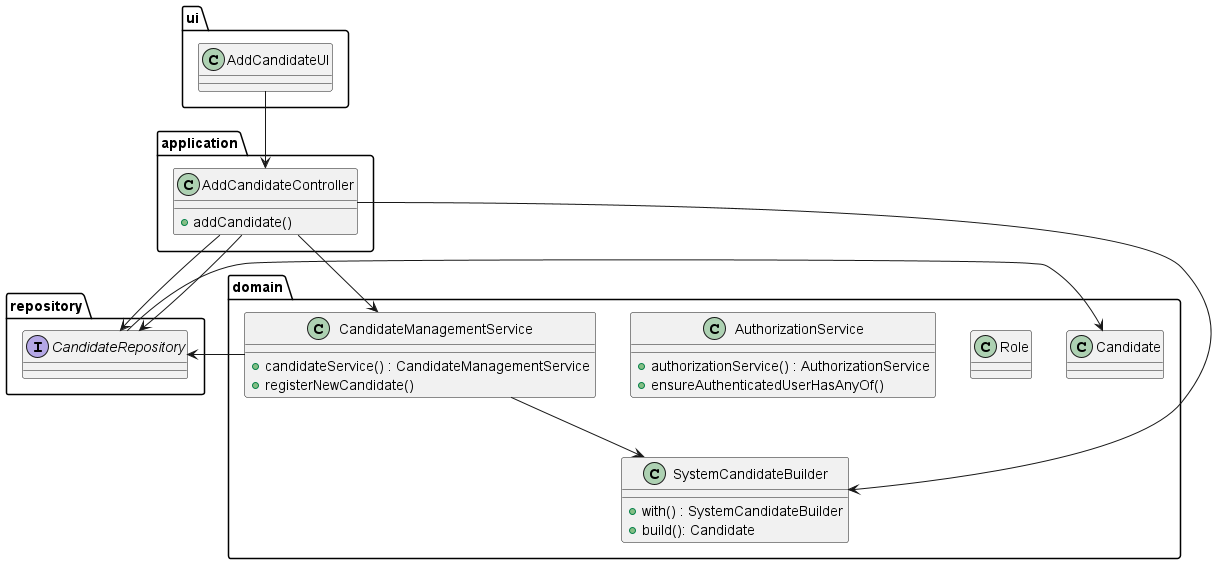 ui
C AddCandidateUI
application
C AddCandidateController
addCandidate()
repository
I CandidateRepository
domain
C CandidateManagementService
candidateService() : CandidateManagementService
registerNewCandidate()
C AuthorizationService
authorizationService() : AuthorizationService
ensureAuthenticatedUserHasAnyOf()
C Role
C Candidate
C SystemCandidateBuilder
with() : SystemCandidateBuilder
build(): Candidate